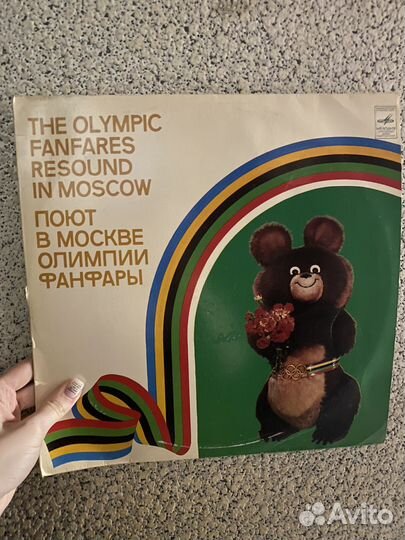 THE OLYMPIC
FANFARES
RESOUND
IN MOSCOW
ПОЮТ
В МОСКВЕ
ОЛИМПИИ
ФАНФАРЫ
Avito